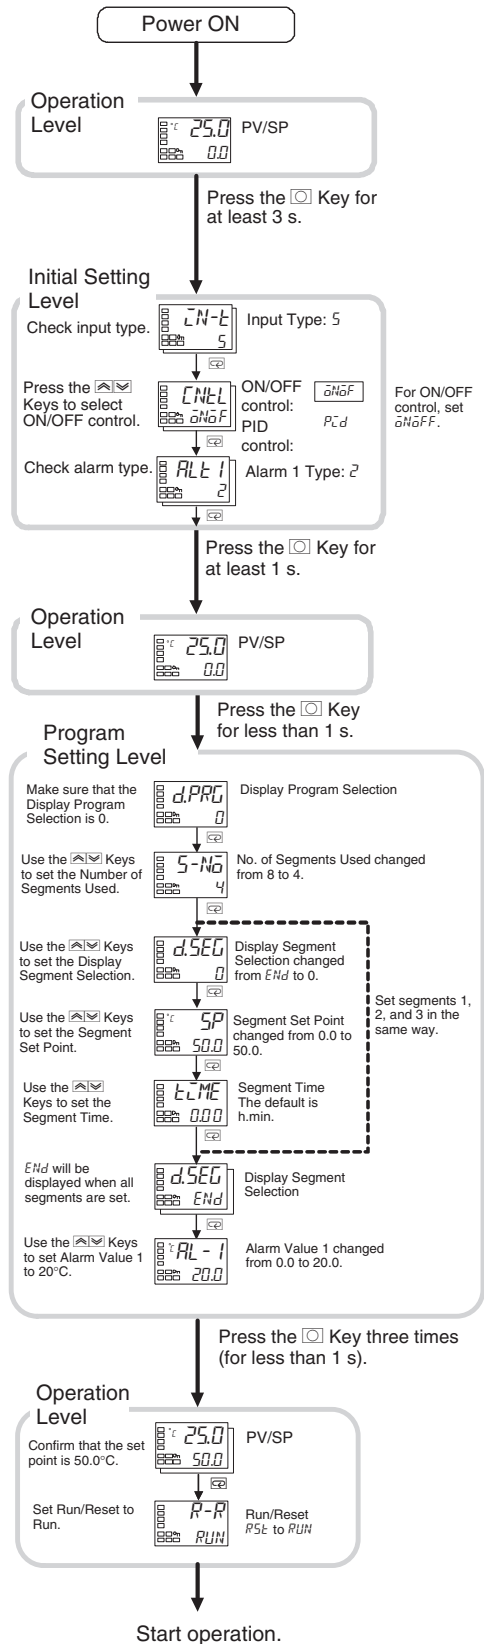 Power ON
Operation
Level
°C 25.0
0.0
PV/SP
Press the Key for
at least 3 s.
Initial Setting
Level
Check input type.
IN-t
5
Input Type: 5
Press the
Keys to select
ON/OFF control.
CNtL
ONOF
ON/OFF
control:
ONOF
PID
control:
PId
For ON/OFF
control, set
ONOFF.
Check alarm type.
ALt1
2
Alarm 1 Type: 2
Press the Key for
at least 1 s.
Operation
Level
°C 25.0
0.0
PV/SP
Press the Key
for less than 1 s.
Program
Setting Level
Make sure that the
Display Program
Selection is 0.
d.PRG
0
Display Program Selection
Use the Keys
to set the Number of
Segments Used.
S-NO
4
No. of Segments Used changed
from 8 to 4.
Use the Keys
to set the Display
Segment Selection.
d.SEG
0
Display Segment
Selection changed
from ENd to 0.
Set segments 1,
2, and 3 in the
same way.
Use the Keys
to set the Segment
Set Point.
°C SP
50.0
Segment Set Point
changed from 0.0 to
50.0.
Use the
Keys to set the
Segment Time.
tIME
0.00
Segment Time
The default is
h.min.
ENd will be
displayed when all
segments are set.
d.SEG
ENd
Display Segment
Selection
Use the Keys
to set Alarm Value 1
to 20°C.
°C AL-1
20.0
Alarm Value 1 changed
from 0.0 to 20.0.
Press the Key three times
(for less than 1 s).
Operation
Level
Confirm that the set
point is 50.0°C.
°C 25.0
50.0
PV/SP
Set Run/Reset to
Run.
R-R
RUN
Run/Reset
RSt to RUN
Start operation.